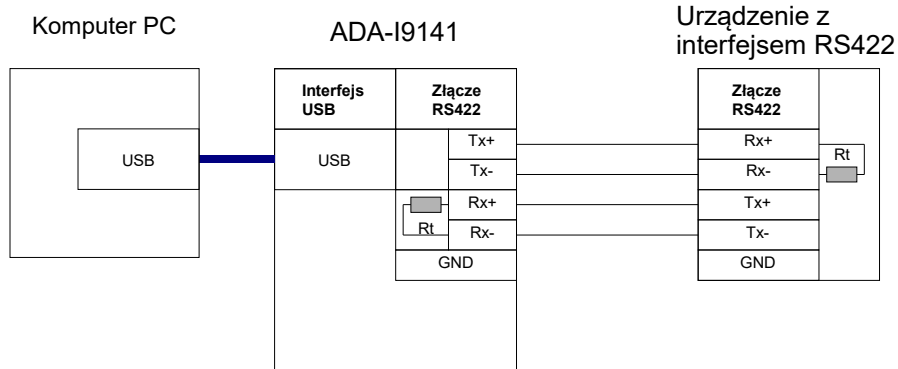 Komputer PC
ADA-I9141
Urządzenie z
interfejsem RS422
Interfejs
USB
Złącze
RS422
Złącze
RS422
USB
USB
Tx+
Tx-
Rx+
Rx-
Rt
GND
Rx+
Rx-
Tx+
Tx-
Rt
GND